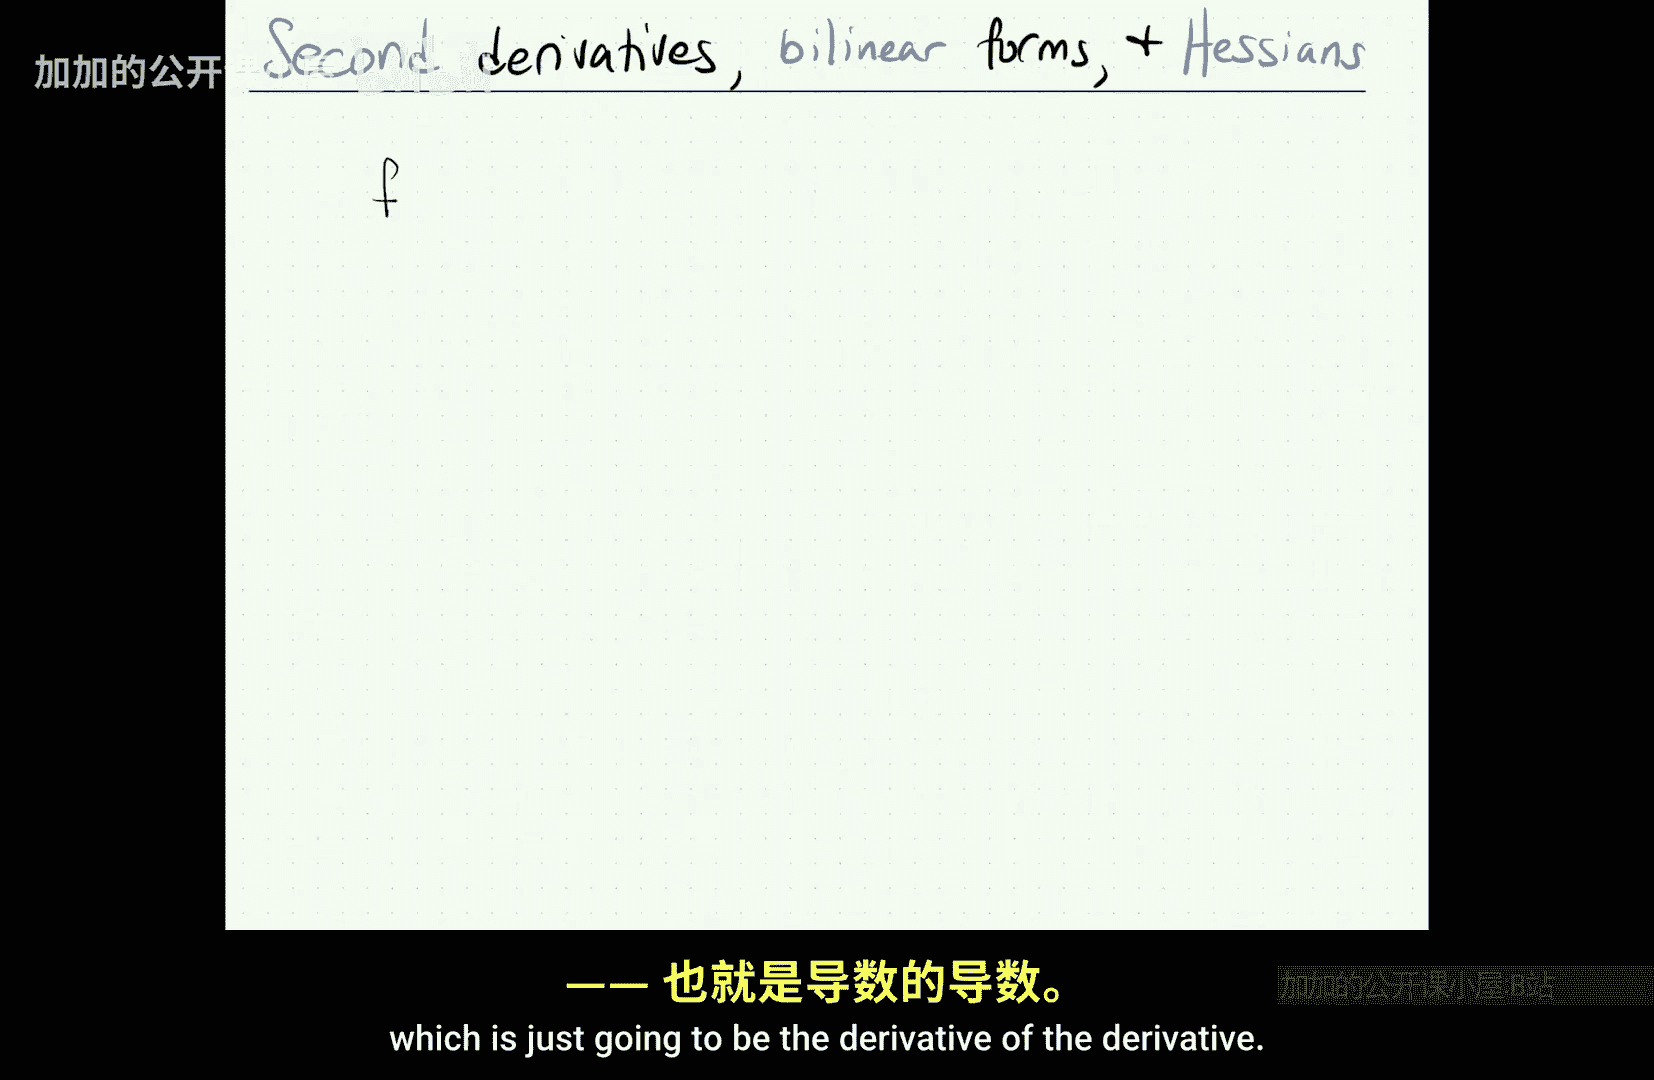 Second derivatives, bilinear forms, + Hessians
加加的公开
f
—— 也就是导数的导数。
加加的公开课小屋 B站
which is just going to be the derivative of the derivative.